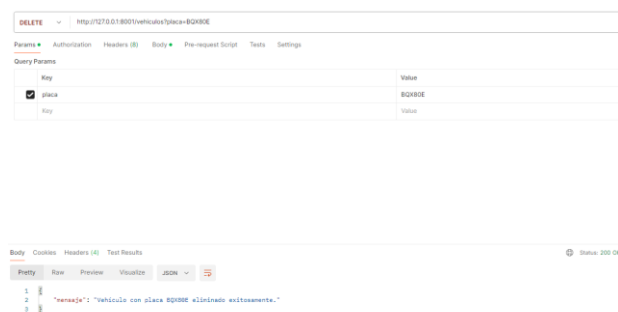 DELETE http://127.0.0.1:8001/vehiculos?placa=BQX80E
Params Authorization Headers (8) Body Pre-request Script Tests Settings
Query Params
Key Value
placa BQX80E
Key Value
Body Cookies Headers (4) Test Results Status: 200 O
Pretty Raw Preview Visualize JSON
1 {
2 "mensaje": "Vehiculo con placa BQX80E eliminado exitosamente."
3 }